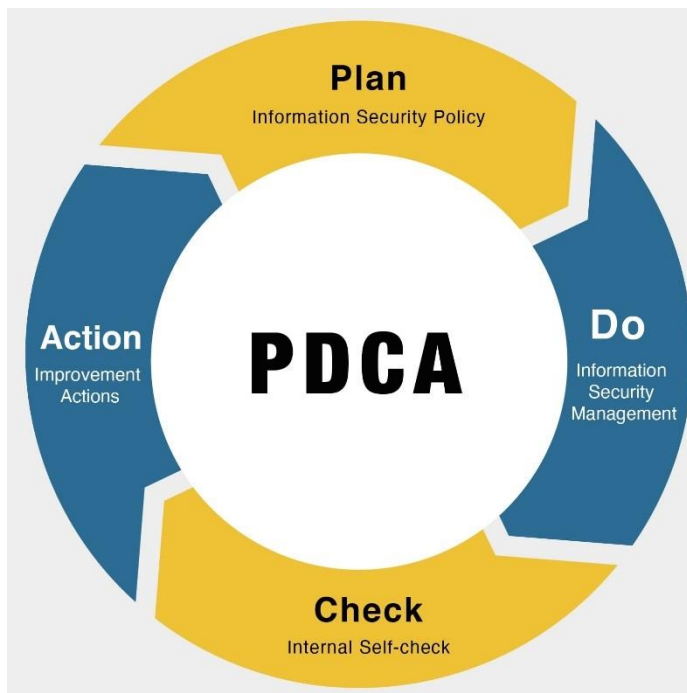 Plan
Information Security Policy
Do
Information
Security
Management
Check
Internal Self-check
Action
Improvement
Actions
PDCA